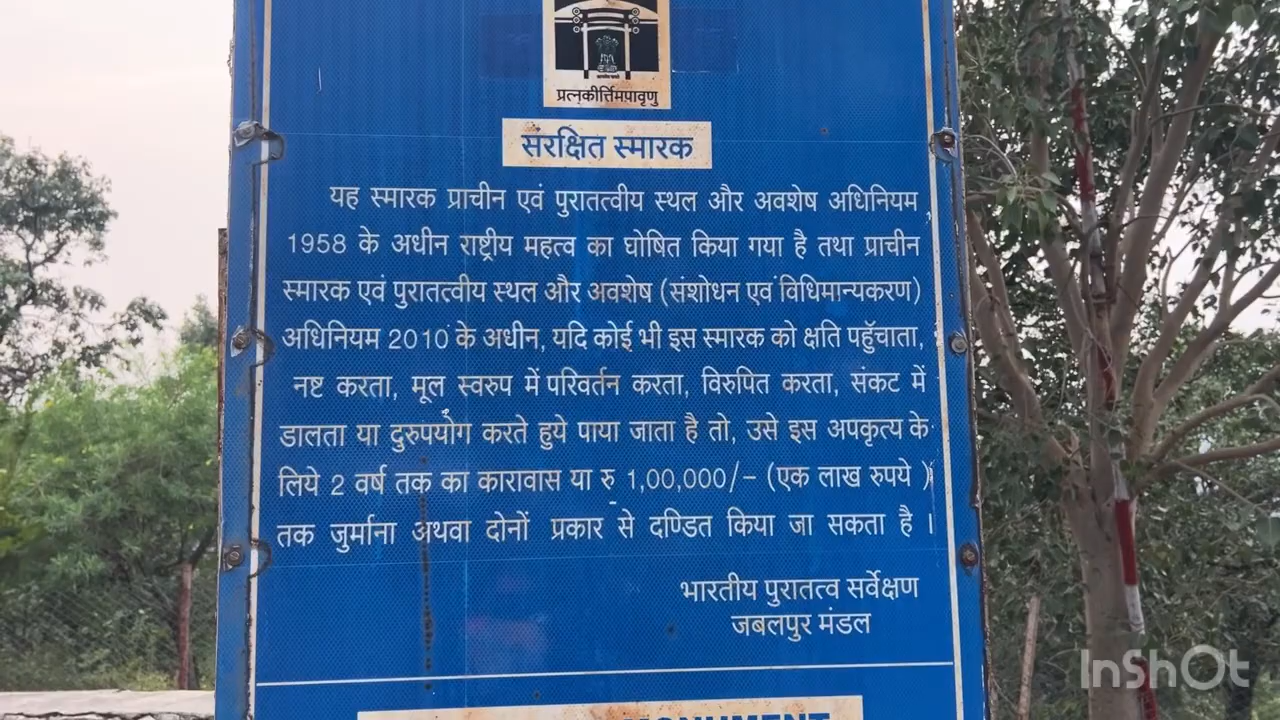 प्रत्नकीर्त्तिमपावृणु
संरक्षित स्मारक
यह स्मारक प्राचीन एवं पुरातत्वीय स्थल और अवशेष अधिनियम,
1958 के अधीन राष्ट्रीय महत्व का घोषित किया गया है तथा प्राचीन
स्मारक एवं पुरातत्वीय स्थल और अवशेष (संशोधन एवं विधिमान्यकरण)
अधिनियम 2010 के अधीन, यदि कोई भी इस स्मारक को क्षति पहुँचाता,
नष्ट करता, मूल स्वरुप में परिवर्तन करता, विरुपित करता, संकट में
डालता या दुरुपयोग करते हुये पाया जाता है तो, उसे इस अपकृत्य के
लिये 2 वर्ष तक का कारावास या रु 1,00,000/– (एक लाख रुपये )
तक जुर्माना अथवा दोनों प्रकार से दण्डित किया जा सकता है ।
भारतीय पुरातत्व सर्वेक्षण
जबलपुर मंडल
MONUMENT
InShOt